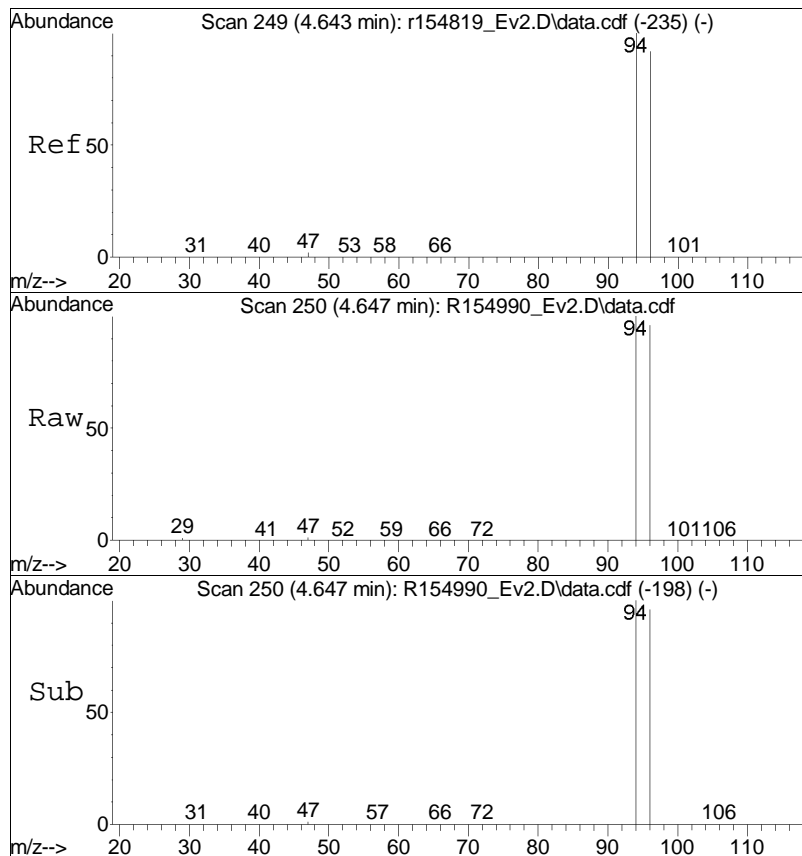 Abundance Scan 249 (4.643 min): r154819_Ev2.D\data.cdf (-235) (-)
94
Ref 50
31 40 47 53 58 66 101
0
m/z--> 20 30 40 50 60 70 80 90 100 110
Abundance Scan 250 (4.647 min): R154990_Ev2.D\data.cdf
94
Raw 50
29 41 47 52 59 66 72 101 106
0
m/z--> 20 30 40 50 60 70 80 90 100 110
Abundance Scan 250 (4.647 min): R154990_Ev2.D\data.cdf (-198) (-)
94
Sub 50
31 40 47 57 66 72 106
0
m/z--> 20 30 40 50 60 70 80 90 100 110